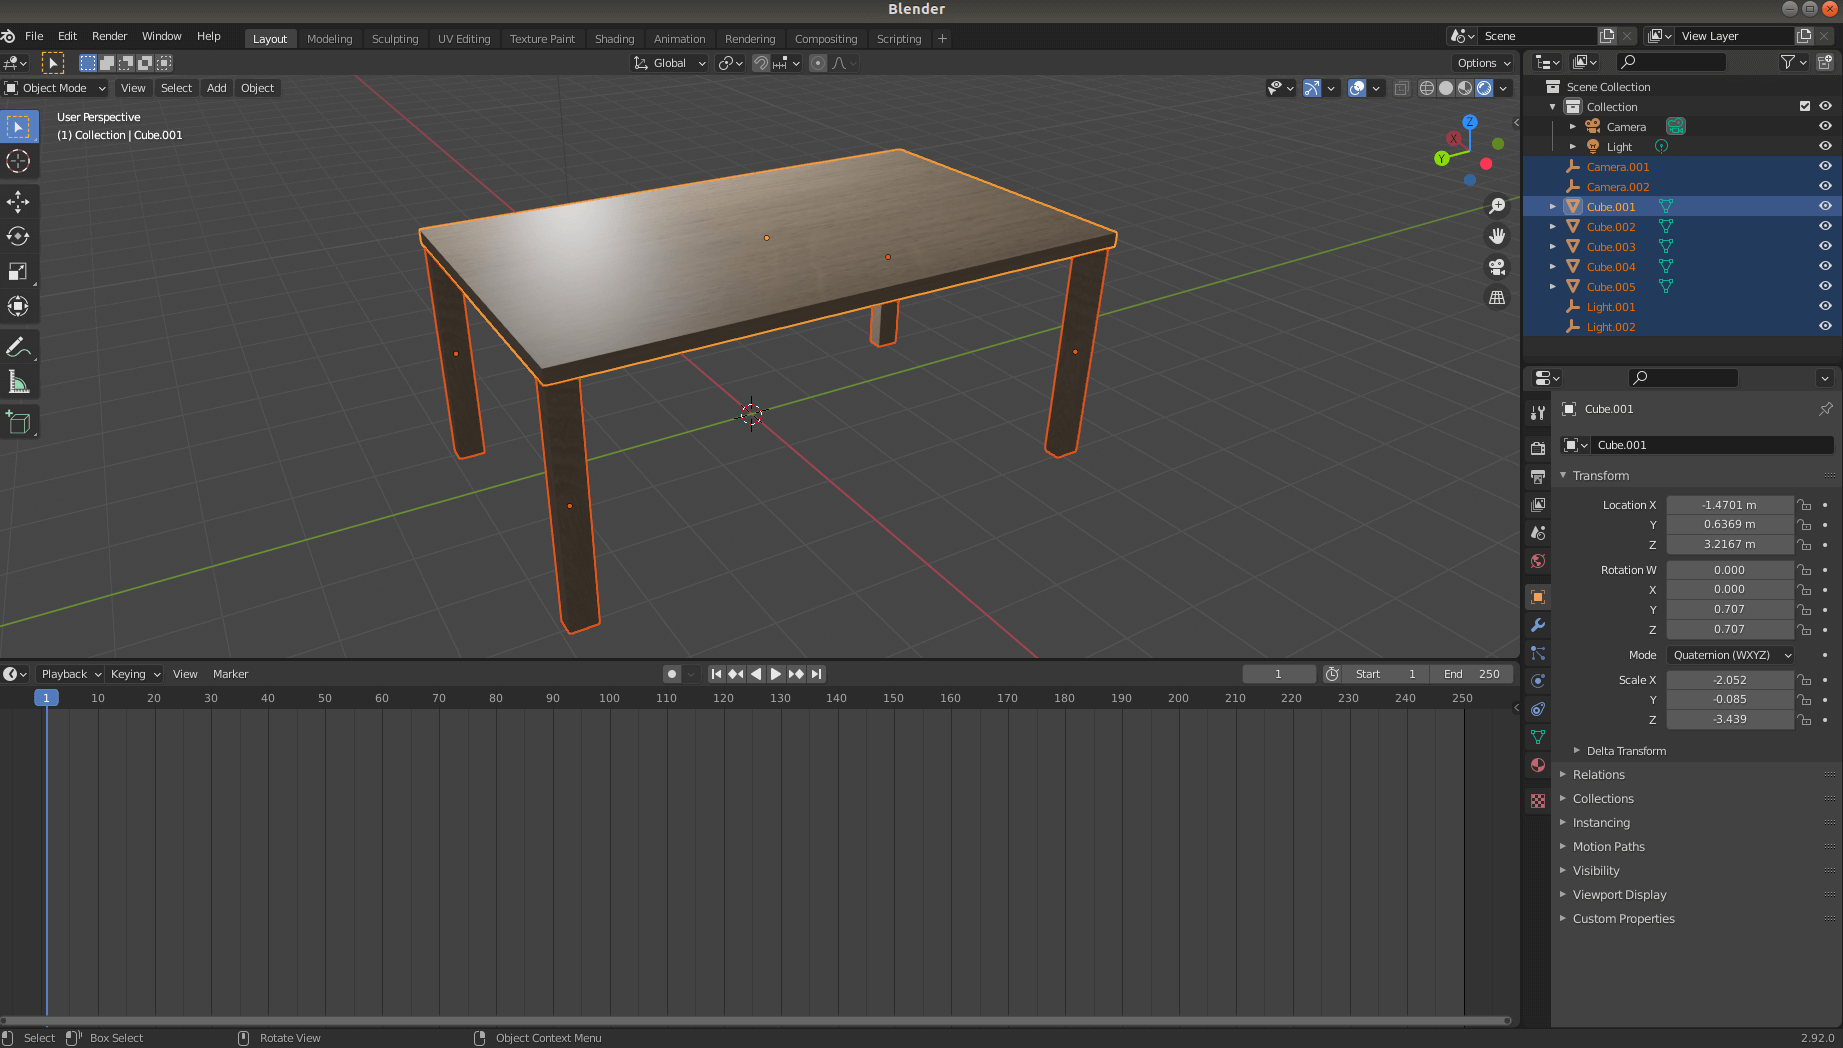 Blender
File Edit Render Window Help Layout Modeling Sculpting UV Editing Texture Paint Shading Animation Rendering Compositing Scripting + Scene View Layer
Global Options
Object Mode View Select Add Object
User Perspective
(1) Collection | Cube.001
Z
X
Y
Scene Collection
Collection
Camera
Light
Camera.001
Camera.002
Cube.001
Cube.002
Cube.003
Cube.004
Cube.005
Light.001
Light.002
Cube.001
Cube.001
Transform
Location X -1.4701 m
Y 0.6369 m
Z 3.2167 m
Rotation W 0.000
X 0.000
Y 0.707
Z 0.707
Mode Quaternion (WXYZ)
Scale X -2.052
Y -0.085
Z -3.439
Delta Transform
Relations
Collections
Instancing
Motion Paths
Visibility
Viewport Display
Custom Properties
Playback Keying View Marker 1 Start 1 End 250
1 10 20 30 40 50 60 70 80 90 100 110 120 130 140 150 160 170 180 190 200 210 220 230 240 250
Select Box Select Rotate View Object Context Menu 2.92.0